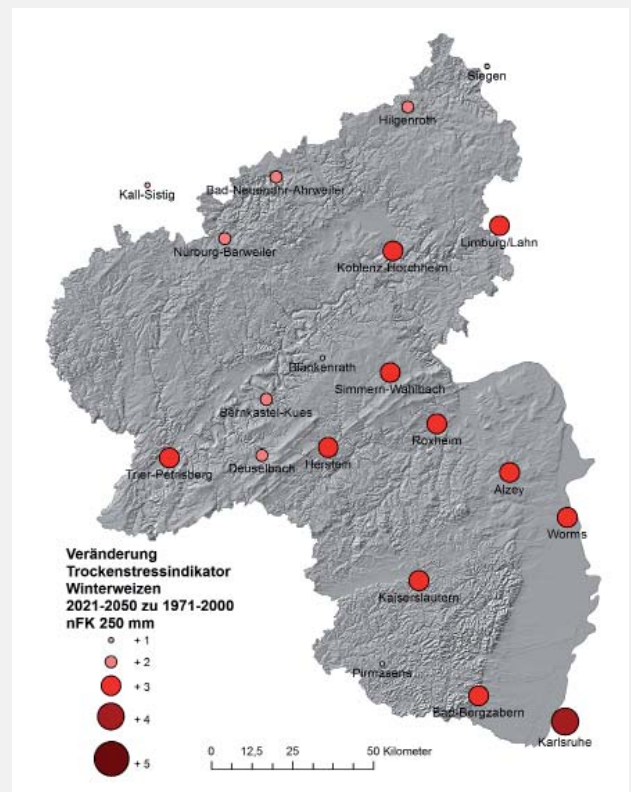 Siegen
Hilgenroth
Bad-Neuenahr-Ahrweiler
Kall-Sistig
Limburg/Lahn
Nürburg-Barweiler
Koblenz-Horchheim
Blankenrath
Simmern-Wahlbach
Bernkastel-Kues
Roxheim
Herstein
Deuselbach
Trier-Petrisberg
Alzey
Worms
Veränderung
Trockenstressindikator
Winterweizen
2021-2050 zu 1971-2000
nFK 250 mm
+ 1
+ 2
+ 3
+ 4
+ 5
Kaiserslautern
Pirmasens
Bad-Bergzabern
Karlsruhe
0 12,5 25 50 Kilometer